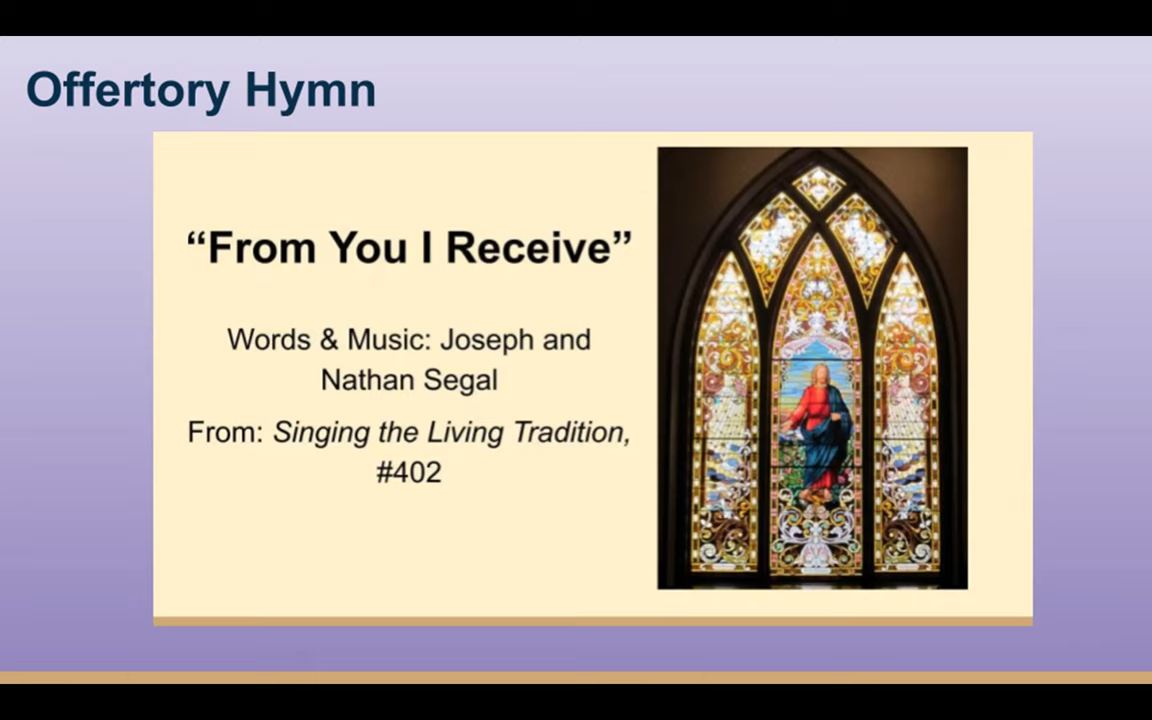 Offertory Hymn
“From You I Receive”
Words & Music: Joseph and
Nathan Segal
From: Singing the Living Tradition,
#402